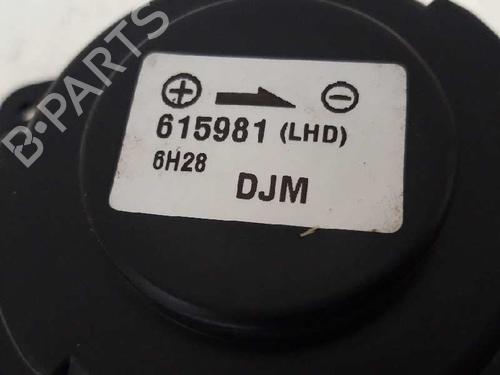 B-PARTS
+ → −
615981 (LHD)
6H28
DJM